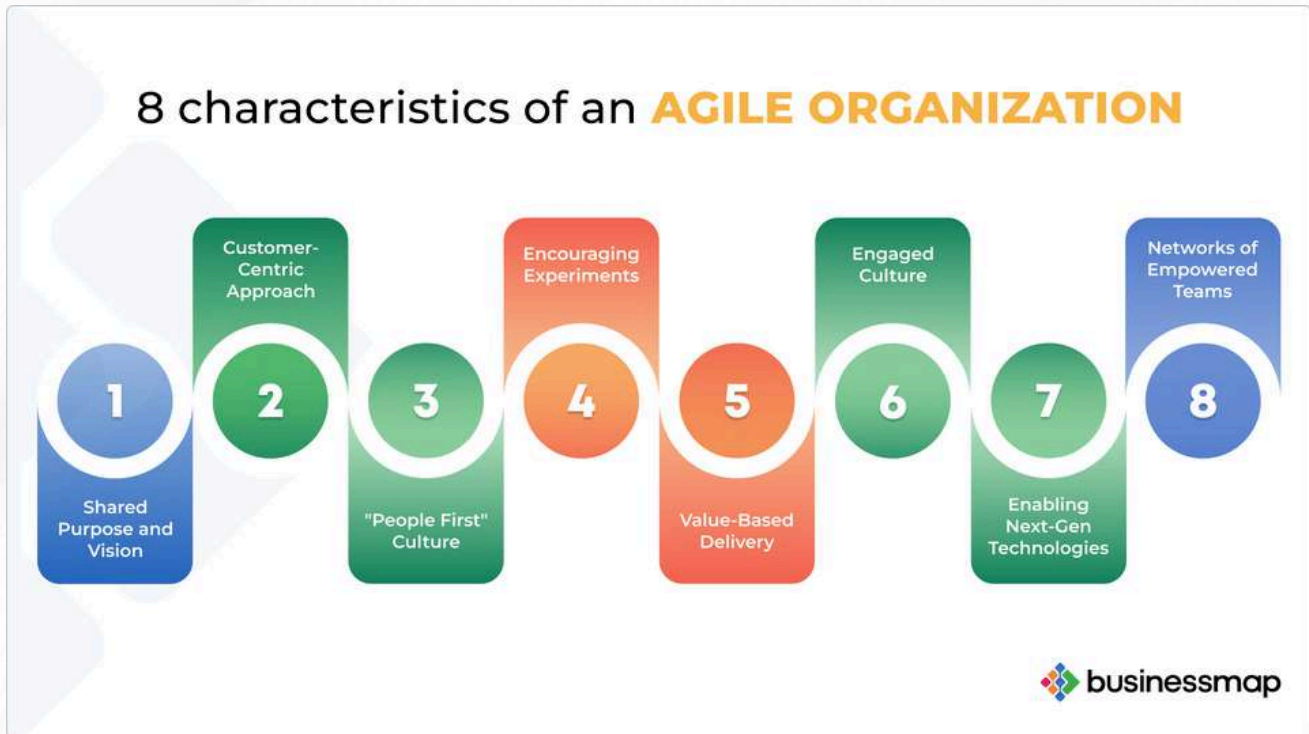 8 characteristics of an AGILE ORGANIZATION
1
Shared
Purpose and
Vision
Customer-
Centric
Approach
2
3
"People First"
Culture
Encouraging
Experiments
4
5
Value-Based
Delivery
Engaged
Culture
6
7
Enabling
Next-Gen
Technologies
Networks of
Empowered
Teams
8
businessmap